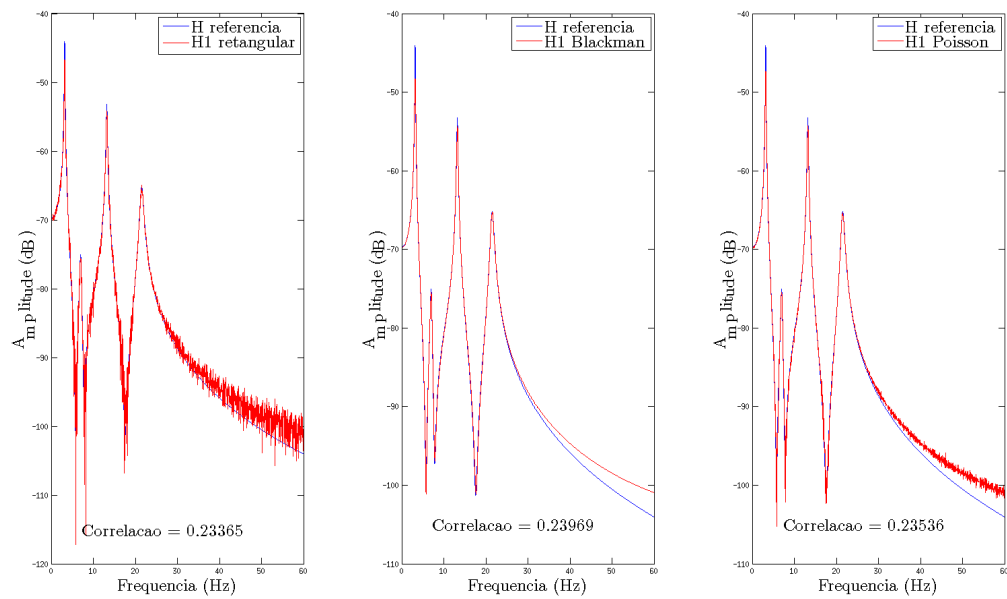 H referencia
H1 retangular
−40
−50
−60
−70
−80
−90
−100
−110
−120
Amplitude (dB)
Correlacao = 0.23365
0 10 20 30 40 50 60
Frequencia (Hz)
H referencia
H1 Blackman
−40
−50
−60
−70
−80
−90
−100
−110
Amplitude (dB)
Correlacao = 0.23969
0 10 20 30 40 50 60
Frequencia (Hz)
H referencia
H1 Poisson
−40
−50
−60
−70
−80
−90
−100
−110
Amplitude (dB)
Correlacao = 0.23536
0 10 20 30 40 50 60
Frequencia (Hz)